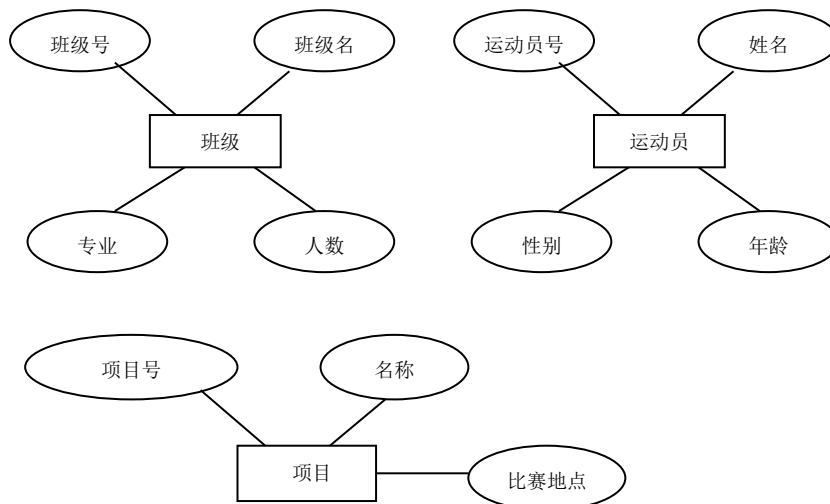 班级号 班级名 运动员号 姓名
班级 运动员
专业 人数 性别 年龄
项目号 名称
项目 比赛地点